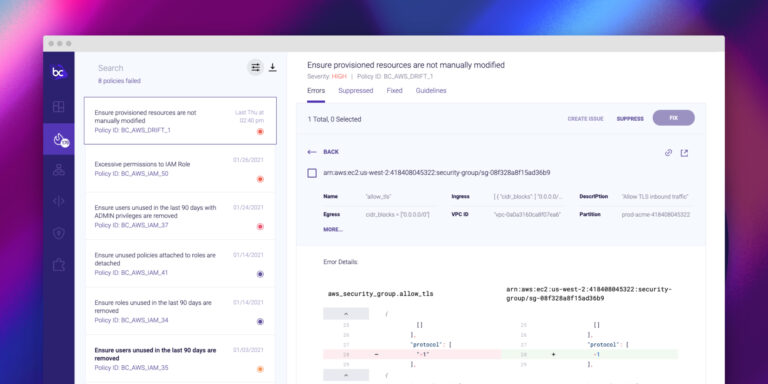 bc
Search
8 policies failed
Ensure provisioned resources are not manually modified
Policy ID: BC_AWS_DRIFT_1
Last Thu at 02:40 pm
Excessive permissions to IAM Role
Policy ID: BC_AWS_IAM_50
01/26/2021
Ensure users unused in the last 90 days with ADMIN privileges are removed
Policy ID: BC_AWS_IAM_37
01/24/2021
Ensure unused policies attached to roles are detached
Policy ID: BC_AWS_IAM_41
01/14/2021
Ensure roles unused in the last 90 days are removed
Policy ID: BC_AWS_IAM_34
01/14/2021
Ensure users unused in the last 90 days are removed
Policy ID: BC_AWS_IAM_35
01/03/2021
Ensure provisioned resources are not manually modified
Severity: HIGH | Policy ID: BC_AWS_DRIFT_1
Errors Suppressed Fixed Guidelines
1 Total, 0 Selected
CREATE ISSUE SUPPRESS FIX
BACK
arn:aws:ec2:us-west-2:418408045322:security-group/sg-08f328a8f15ad36b9
Name "allow_tls" Ingress [ { "cidr_blocks": [ "0.0.0.0/... Description "Allow TLS inbound traffic"
Egress cidr_blocks = ["0.0.0.0/0"] VPC ID "vpc-0a0a3160ca8f07ea6" Partition prod-acme-418408045322
MORE...
Error Details:
aws_security_group.allow_tls
arn:aws:ec2:us-west-2:418408045322:security-
group/sg-08f328a8f15ad36b9
{
25 [] 25 []
26 ], 26 ],
27 "protocol": [ 27 "protocol": [
28 - "-1" 28 + -1
29 ], 29 ],
{